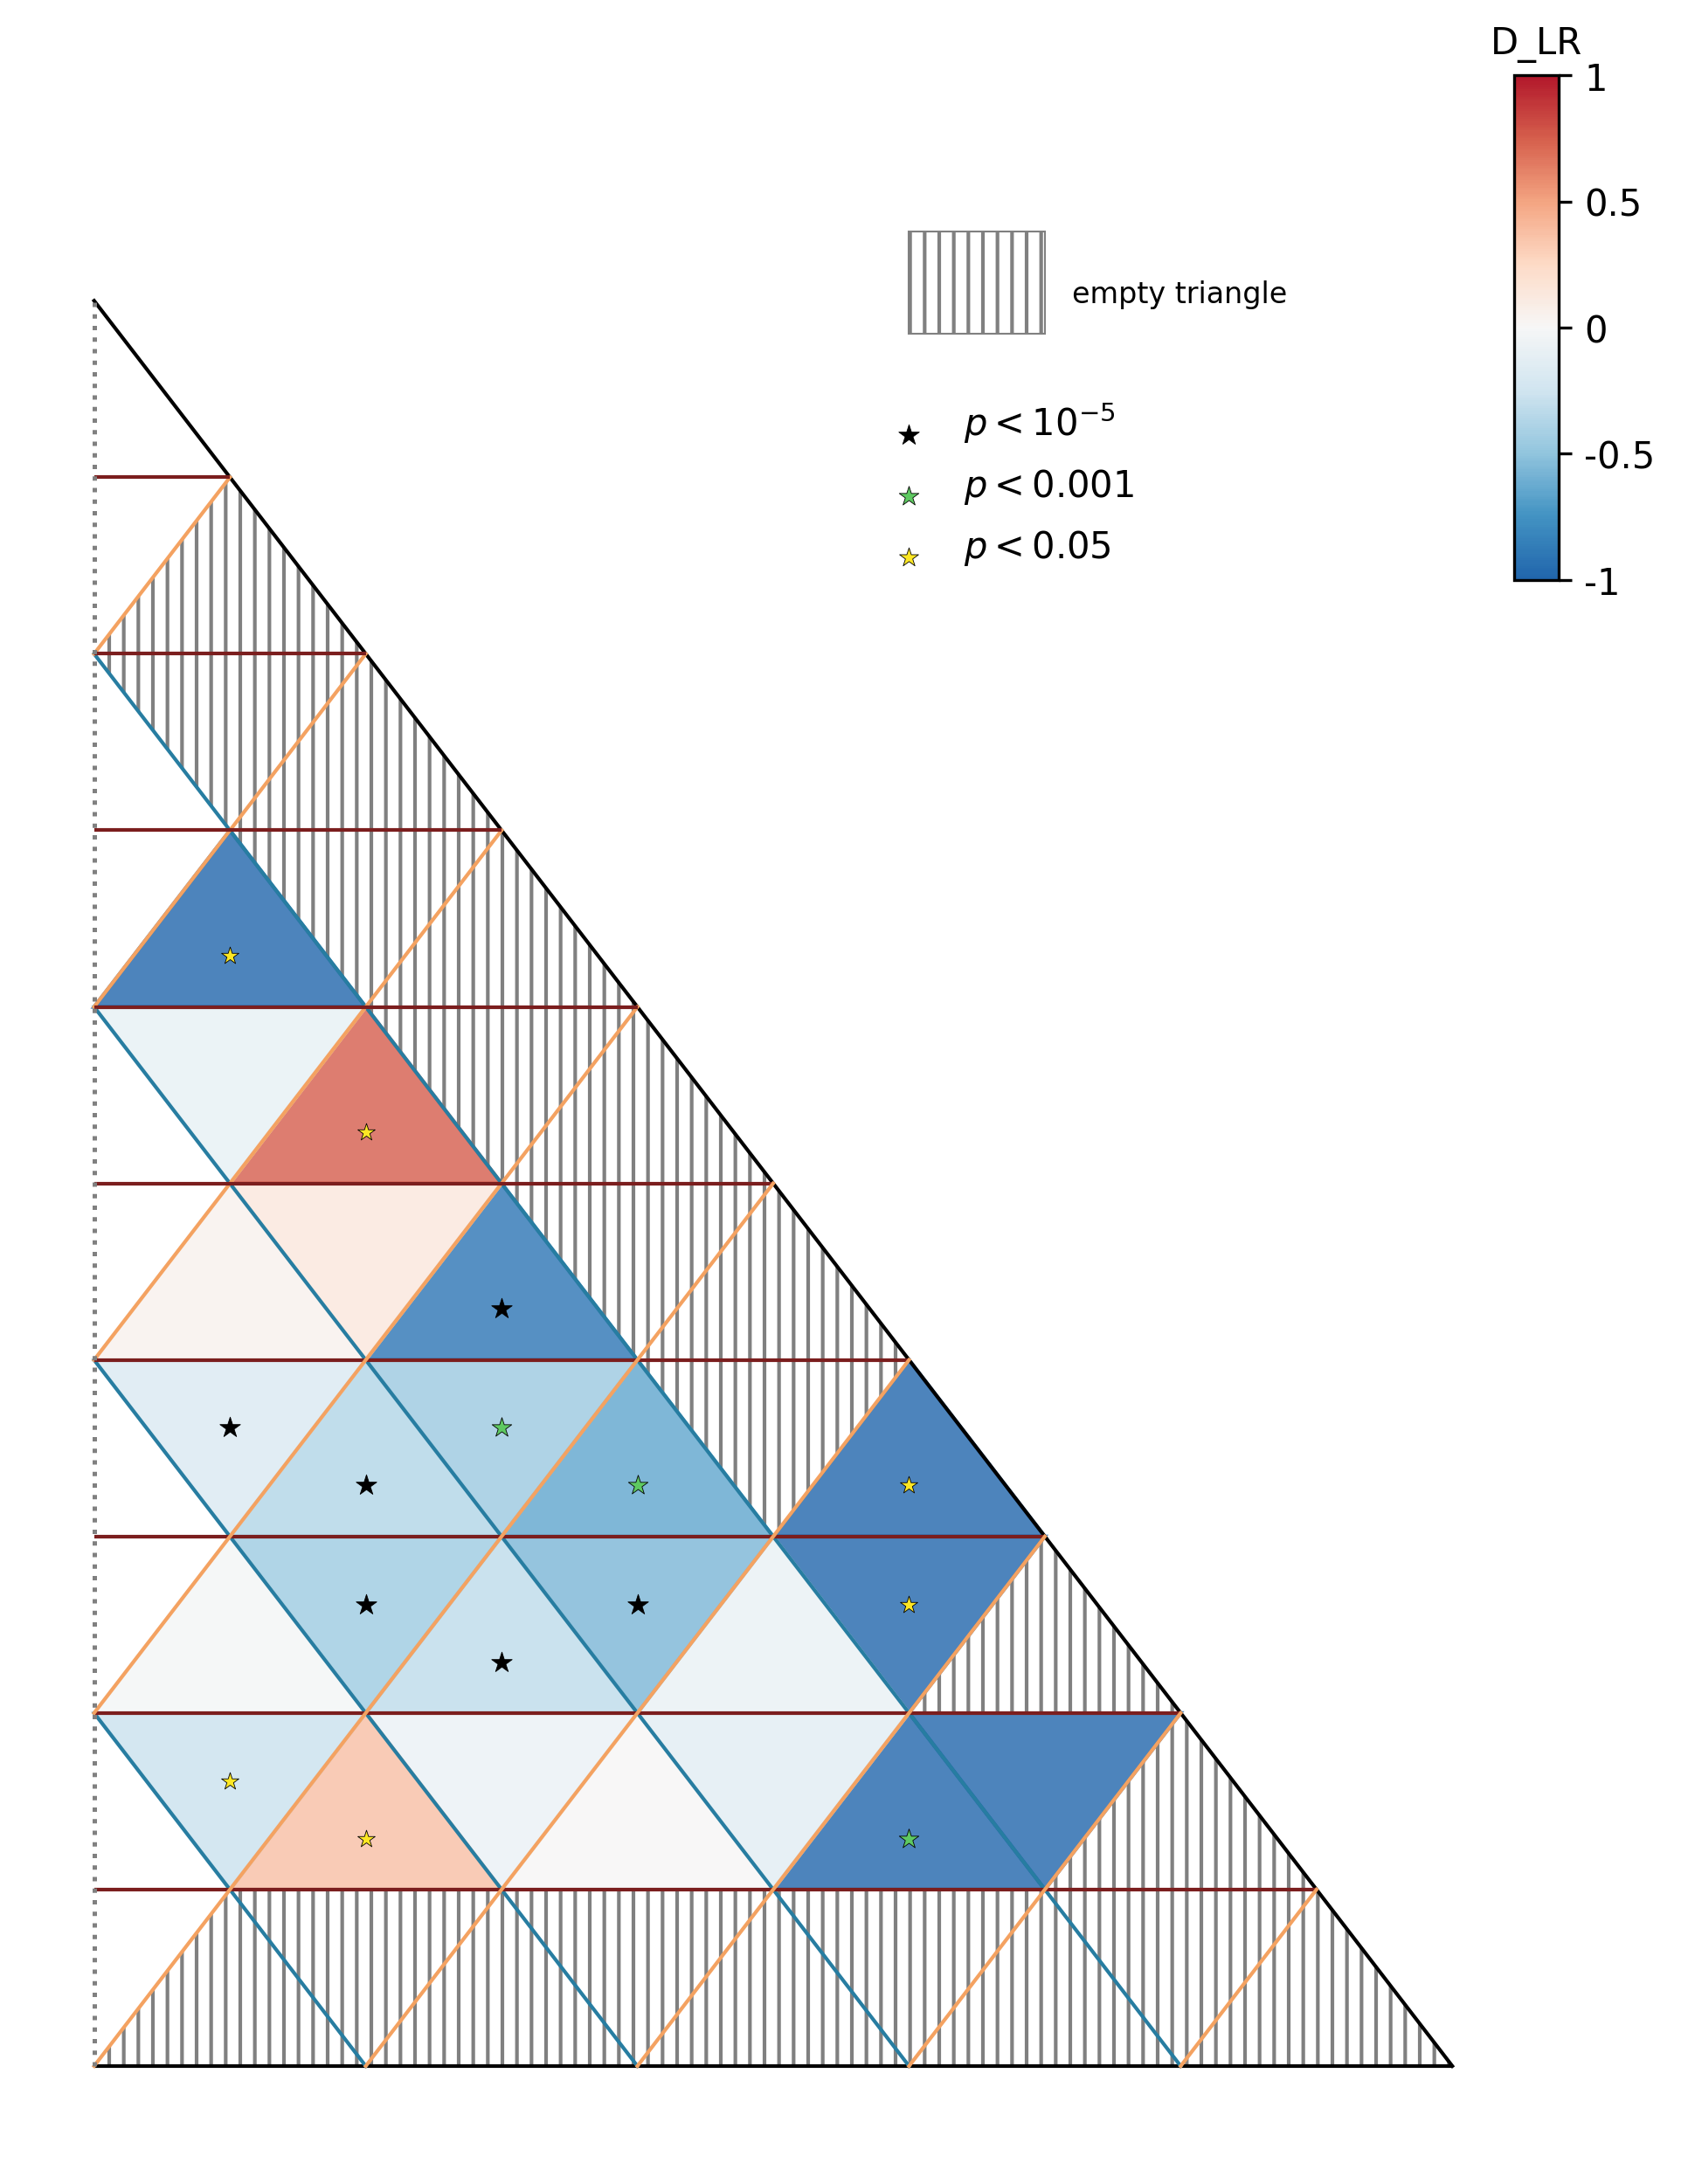 D_LR
1
0.5
0
-0.5
-1
empty triangle
p < 10⁻⁵
p < 0.001
p < 0.05